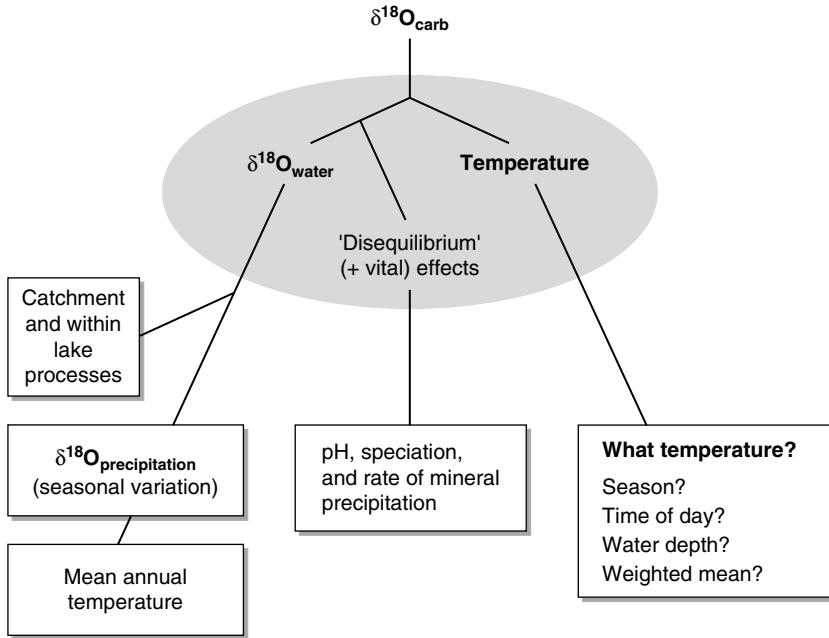 δ¹⁸Ocarb
δ¹⁸Owater
Temperature
'Disequilibrium'
(+ vital) effects
Catchment
and within
lake
processes
δ¹⁸Oprecipitation
(seasonal variation)
Mean annual
temperature
pH, speciation,
and rate of mineral
precipitation
What temperature?
Season?
Time of day?
Water depth?
Weighted mean?